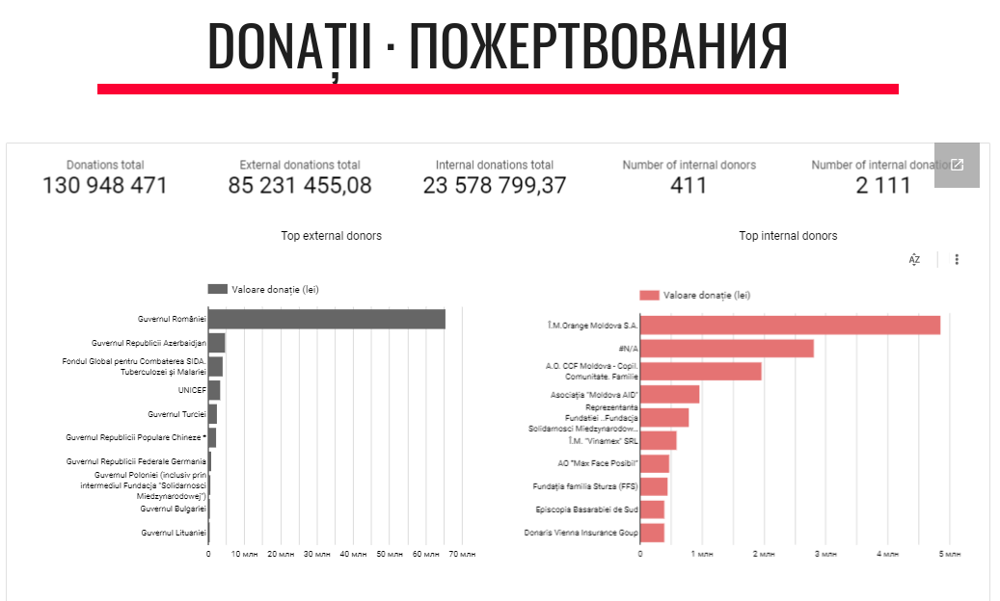 DONAȚII · ПОЖЕРТВОВАНИЯ
Donations total
130 948 471
External donations total
85 231 455,08
Internal donations total
23 578 799,37
Number of internal donors
411
Number of internal donations
2 111
Top external donors
Valoare donație (lei)
Guvernul României
Guvernul Republicii Azerbaidjan
Fondul Global pentru Combaterea SIDA,
Tuberculozei și Malariei
UNICEF
Guvernul Turciei
Guvernul Republicii Populare Chineze *
Guvernul Republicii Federale Germania
Guvernul Poloniei (inclusiv prin
intermediul Fundacja "Solidarnosci
Miedzynarodowej")
Guvernul Bulgariei
Guvernul Lituaniei
0 10 млн 20 млн 30 млн 40 млн 50 млн 60 млн 70 млн
Top internal donors
AZ
Valoare donație (lei)
Î.M.Orange Moldova S.A.
#N/A
A.O. CCF Moldova - Copil,
Comunitate, Familie
Asociația "Moldova AID"
Reprezentanta
Fundatiei ,,Fundacja
Solidarnosci Miedzynarodow...
Î.M. "Vinamex" SRL
AO "Max Face Posibil"
Fundația familia Sturza (FFS)
Episcopia Basarabiei de Sud
Donaris Vienna Insurance Goup
0 1 млн 2 млн 3 млн 4 млн 5 млн